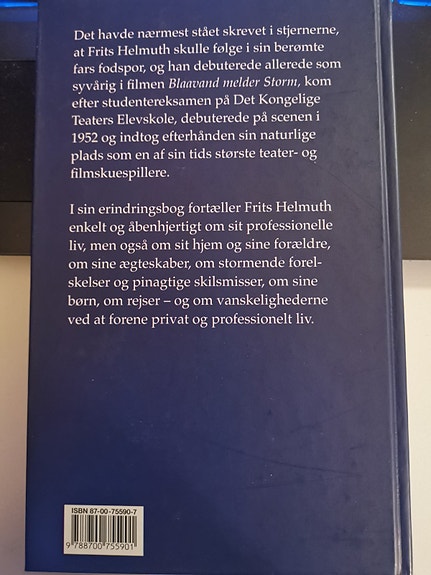 Det havde nærmest stået skrevet i stjernerne,
at Frits Helmuth skulle følge i sin berømte
fars fodspor, og han debuterede allerede som
syvårig i filmen Blaavand melder Storm, kom
efter studentereksamen på Det Kongelige
Teaters Elevskole, debuterede på scenen i
1952 og indtog efterhånden sin naturlige
plads som en af sin tids største teater- og
filmskuespillere.
I sin erindringsbog fortæller Frits Helmuth
enkelt og åbenhjertigt om sit professionelle
liv, men også om sit hjem og sine forældre,
om sine ægteskaber, om stormende forel-
skelser og pinagtige skilsmisser, om sine
børn, om rejser – og om vanskelighederne
ved at forene privat og professionelt liv.
ISBN 87-00-75590-7
9 788700 755901